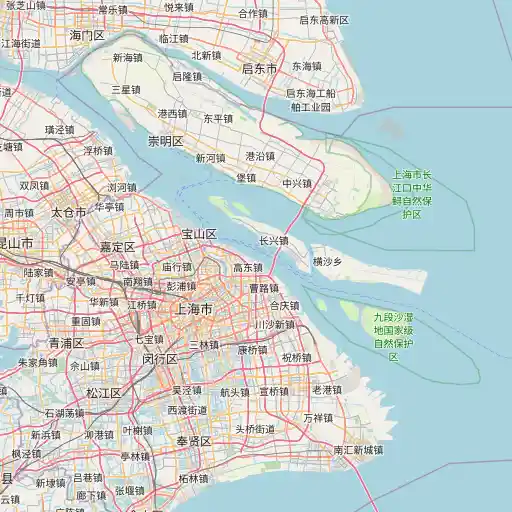 张芝山镇
常乐镇
悦来镇
合作镇
启东高新区
江海街道
海门区
临江镇
北新镇
新海镇
启隆镇
启东市
东海镇
三星镇
启东海工船
舶工业园
港西镇
东平镇
璜泾镇
崇明区
浮桥镇
新河镇
港沿镇
双凤镇
浏河镇
堡镇
中兴镇
上海市长
江口中华
鲟自然保
护区
周市镇
太仓市
华亭镇
昆山市
嘉定区
宝山区
长兴镇
陆家镇
马陆镇
庙行镇
高东镇
横沙乡
千灯镇
安亭镇
南翔镇
彭浦镇
曹路镇
华新镇
江桥镇
上海市
合庆镇
重固镇
川沙新镇
九段沙湿
地国家级
自然保护
区
青浦区
七宝镇
三林镇
康桥镇
朱家角镇
佘山镇
闵行区
祝桥镇
松江区
吴泾镇
航头镇
宣桥镇
老港镇
石湖荡镇
西渡街道
万祥镇
新浜镇
泖港镇
叶榭镇
奉贤区
头桥街道
枫泾镇
亭林镇
南汇新城镇
县
新埭镇
吕巷镇
柘林镇
廊下镇
张堰镇